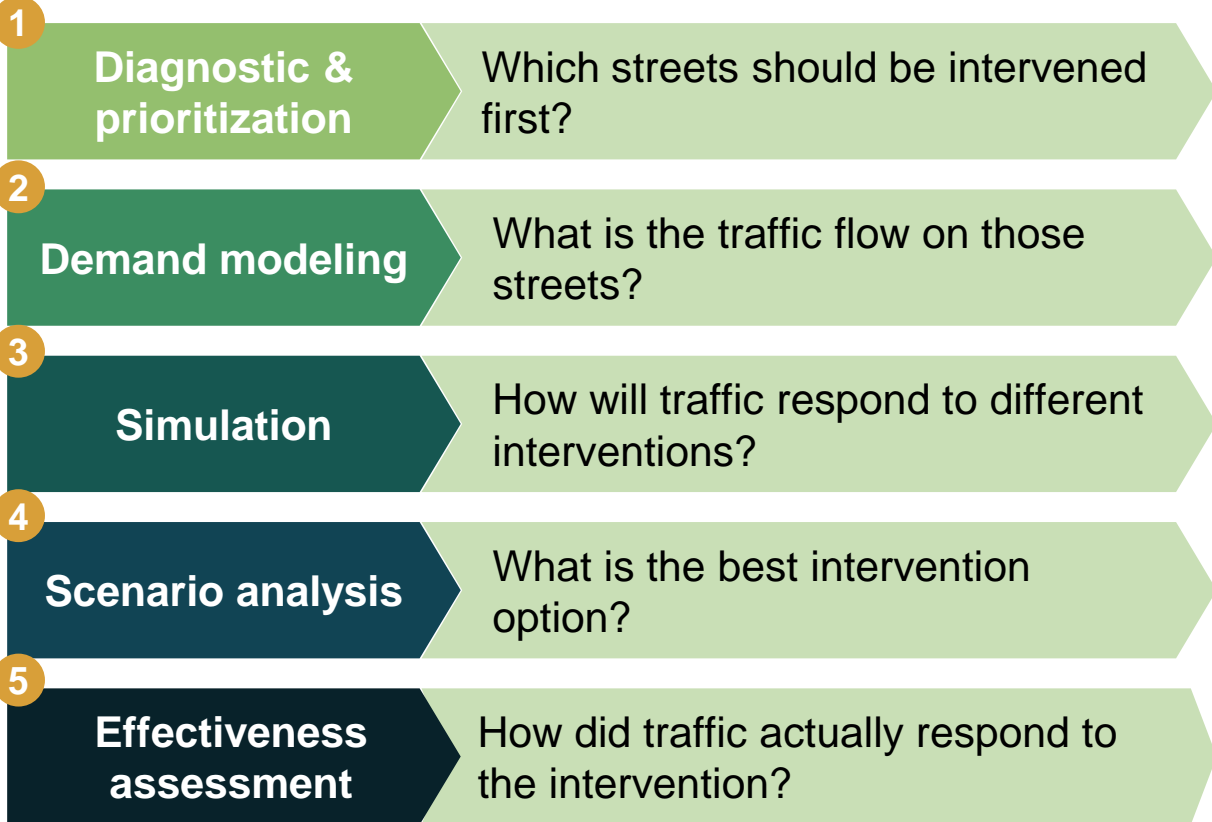 1
Diagnostic &
prioritization
Which streets should be intervened
first?
2
Demand modeling
What is the traffic flow on those
streets?
3
Simulation
How will traffic respond to different
interventions?
4
Scenario analysis
What is the best intervention
option?
5
Effectiveness
assessment
How did traffic actually respond to
the intervention?